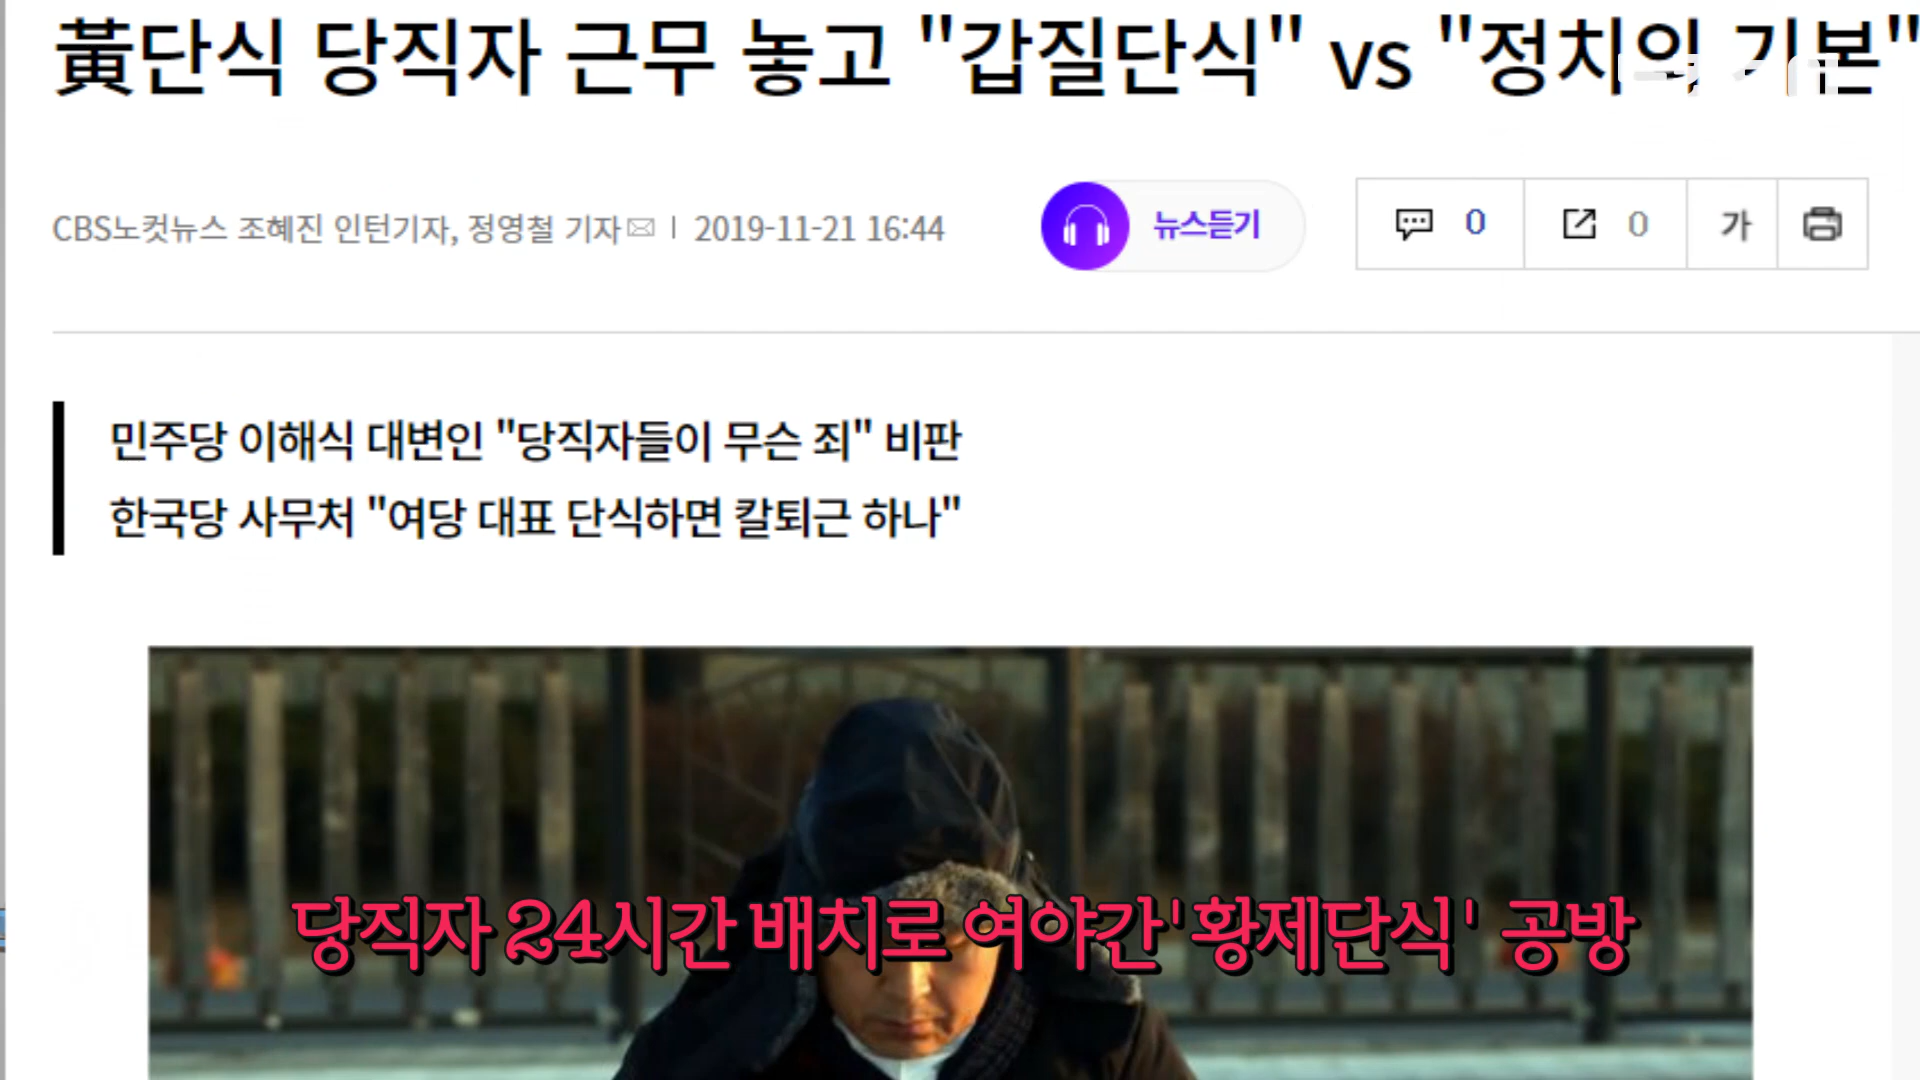 黃단식 당직자 근무 놓고 "갑질단식" vs "정치의 기본"
CBS노컷뉴스 조혜진 인턴기자, 정영철 기자 2019-11-21 16:44
뉴스듣기
0
0
가
민주당 이해식 대변인 "당직자들이 무슨 죄" 비판
한국당 사무처 "여당 대표 단식하면 칼퇴근 하나"
당직자 24시간 배치로 여야간 '황제단식' 공방